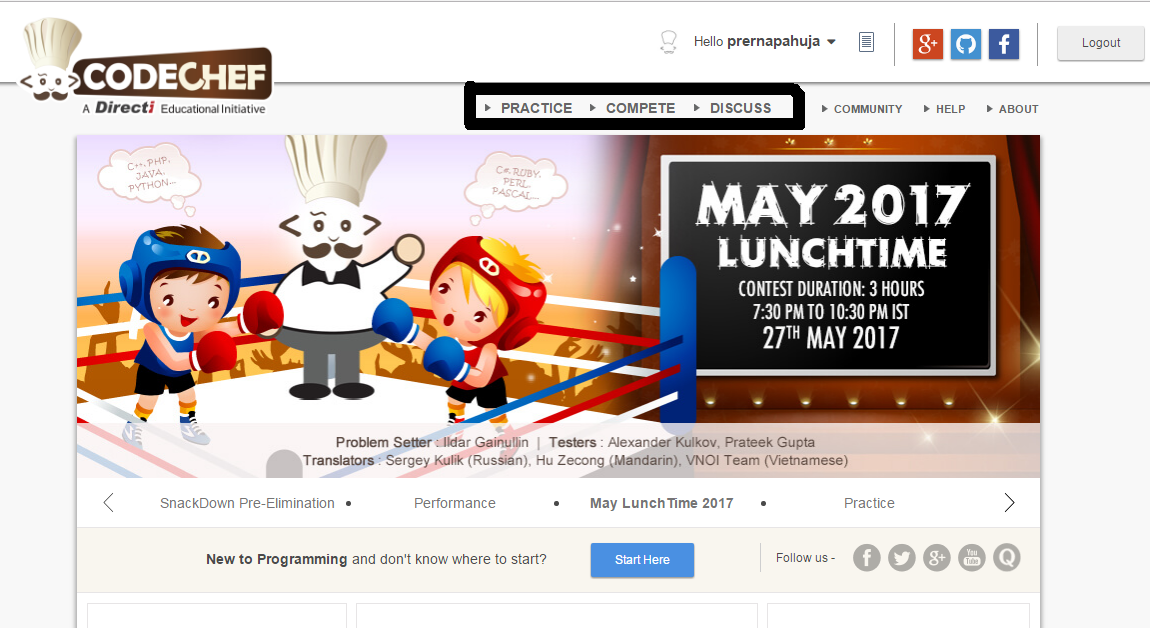 Hello prernapahuja
Logout
CODECHEF
A Directi Educational Initiative
PRACTICE COMPETE DISCUSS COMMUNITY HELP ABOUT
C++, PHP,
JAVA,
PYTHON...
C#, RUBY,
PERL,
PASCAL...
MAY 2017
LUNCHTIME
CONTEST DURATION: 3 HOURS
7:30 PM TO 10:30 PM IST
27TH MAY 2017
Problem Setter : Ildar Gainullin | Testers : Alexander Kulkov, Prateek Gupta
Translators : Sergey Kulik (Russian), Hu Zecong (Mandarin), VNOI Team (Vietnamese)
SnackDown Pre-Elimination • Performance • May LunchTime 2017 • Practice
New to Programming and don't know where to start? Start Here Follow us -
You
Tube